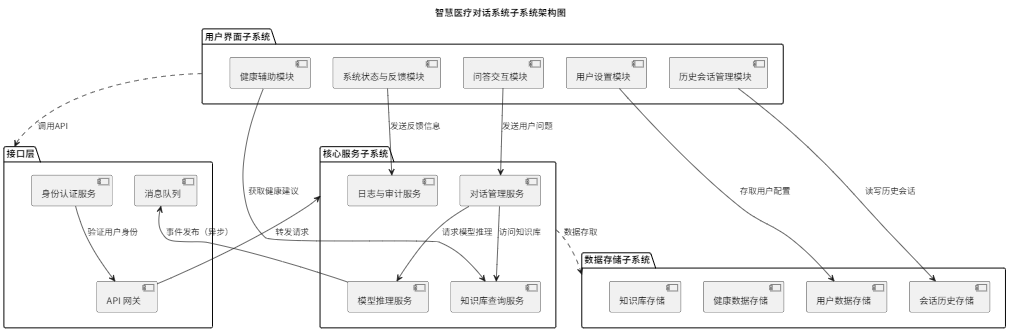 智慧医疗对话系统子系统架构图
用户界面子系统
健康辅助模块
系统状态与反馈模块
问答交互模块
用户设置模块
历史会话管理模块
调用API
发送反馈信息
发送用户问题
接口层
核心服务子系统
身份认证服务
消息队列
日志与审计服务
对话管理服务
获取健康建议
存取用户配置
读写历史会话
验证用户身份
事件发布（异步）
转发请求
请求模型推理
访问知识库
数据存取
数据存储子系统
API 网关
模型推理服务
知识库查询服务
知识库存储
健康数据存储
用户数据存储
会话历史存储